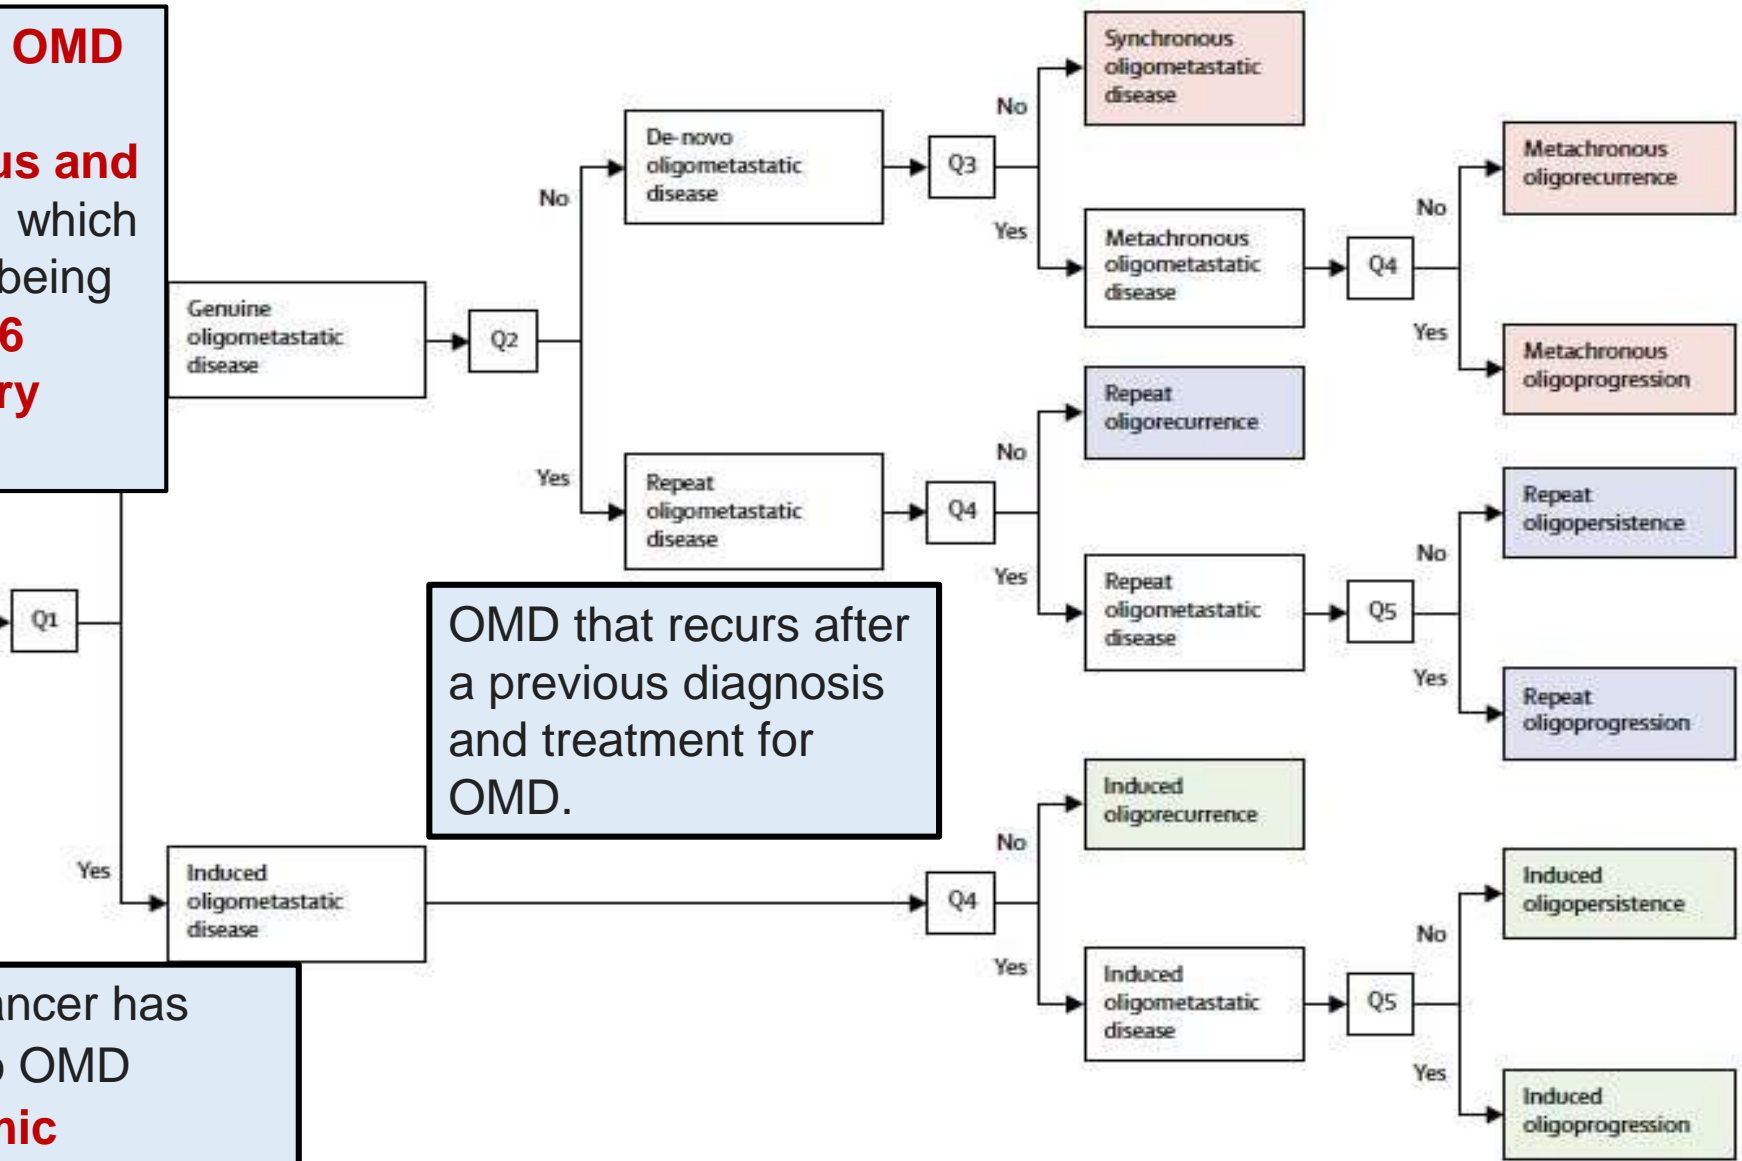 OMD
us and
which
being
6
ry
Genuine
oligometastatic
disease
Q2
No
Yes
De-novo
oligometastatic
disease
Q3
No
Yes
Synchronous
oligometastatic
disease
Metachronous
oligometastatic
disease
Q4
No
Yes
Metachronous
oligorecurrence
Metachronous
oligoprogression
Repeat
oligometastatic
disease
Q4
No
Yes
Repeat
oligorecurrence
Repeat
oligometastatic
disease
Q5
No
Yes
Repeat
oligopersistence
Repeat
oligoprogression
Q1
OMD that recurs after
a previous diagnosis
and treatment for
OMD.
Yes
Induced
oligometastatic
disease
Q4
No
Yes
Induced
oligorecurrence
Induced
oligometastatic
disease
Q5
No
Yes
Induced
oligopersistence
Induced
oligoprogression
ancer has
o OMD
mic